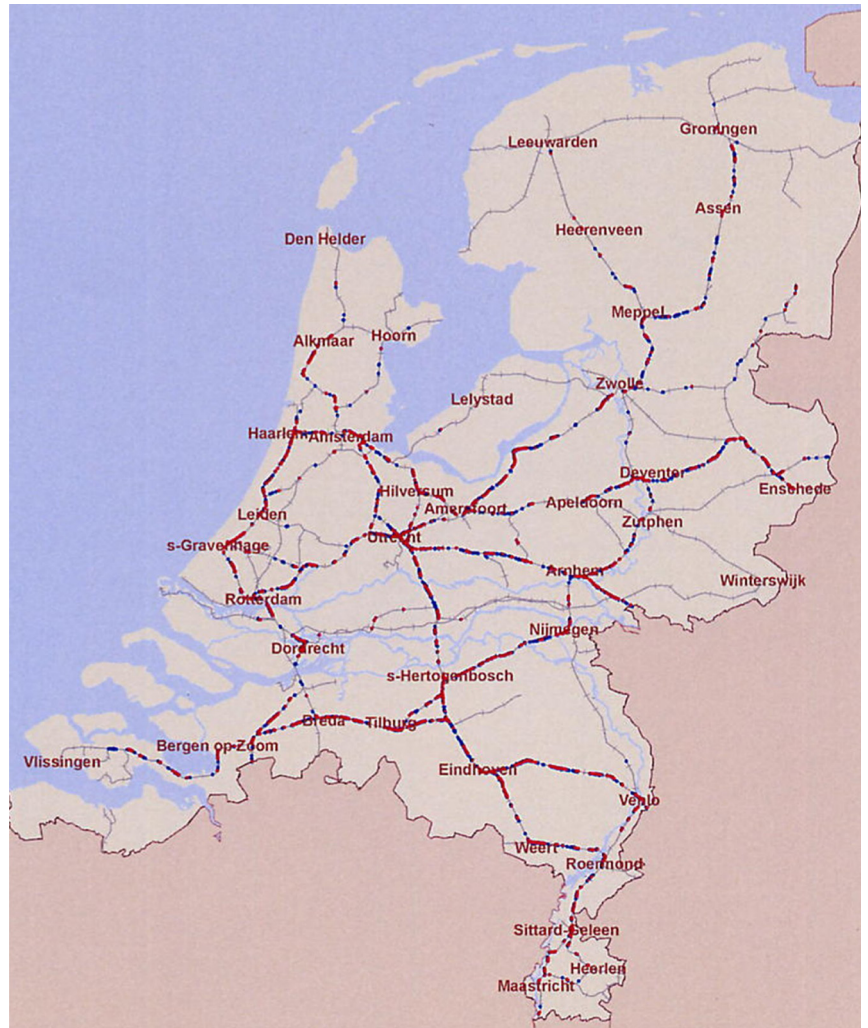 Groningen
Leeuwarden
Assen
Heerenveen
Den Helder
Meppel
Hoorn
Alkmaar
Zwolle
Lelystad
Haarlem
Amsterdam
Deventer
Hilversum
Enschede
Apeldoorn
Amersfoort
Leiden
Zutphen
Utrecht
s-Gravenhage
Arnhem
Winterswijk
Rotterdam
Nijmegen
Dordrecht
s-Hertogenbosch
Breda
Tilburg
Bergen op Zoom
Vlissingen
Eindhoven
Venlo
Weert
Roermond
Sittard-Geleen
Heerlen
Maastricht